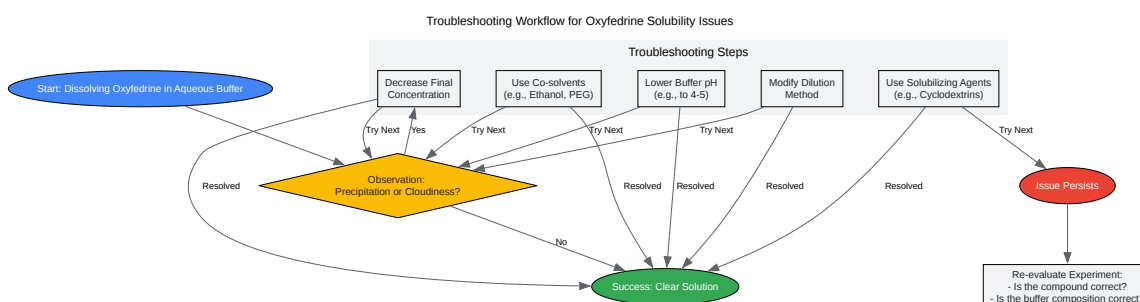 Troubleshooting Workflow for Oxyfedrine Solubility Issues
Troubleshooting Steps
Start: Dissolving Oxyfedrine in Aqueous Buffer
Decrease Final
Concentration
Use Co-solvents
(e.g., Ethanol, PEG)
Lower Buffer pH
(e.g., to 4-5)
Modify Dilution
Method
Use Solubilizing Agents
(e.g., Cyclodextrins)
Try Next
Yes
Try Next
Try Next
Try Next
Try Next
Observation:
Precipitation or Cloudiness?
Resolved
Resolved
Resolved
Resolved
Resolved
Issue Persists
No
Success: Clear Solution
Re-evaluate Experiment:
- Is the compound correct?
- Is the buffer composition correct?